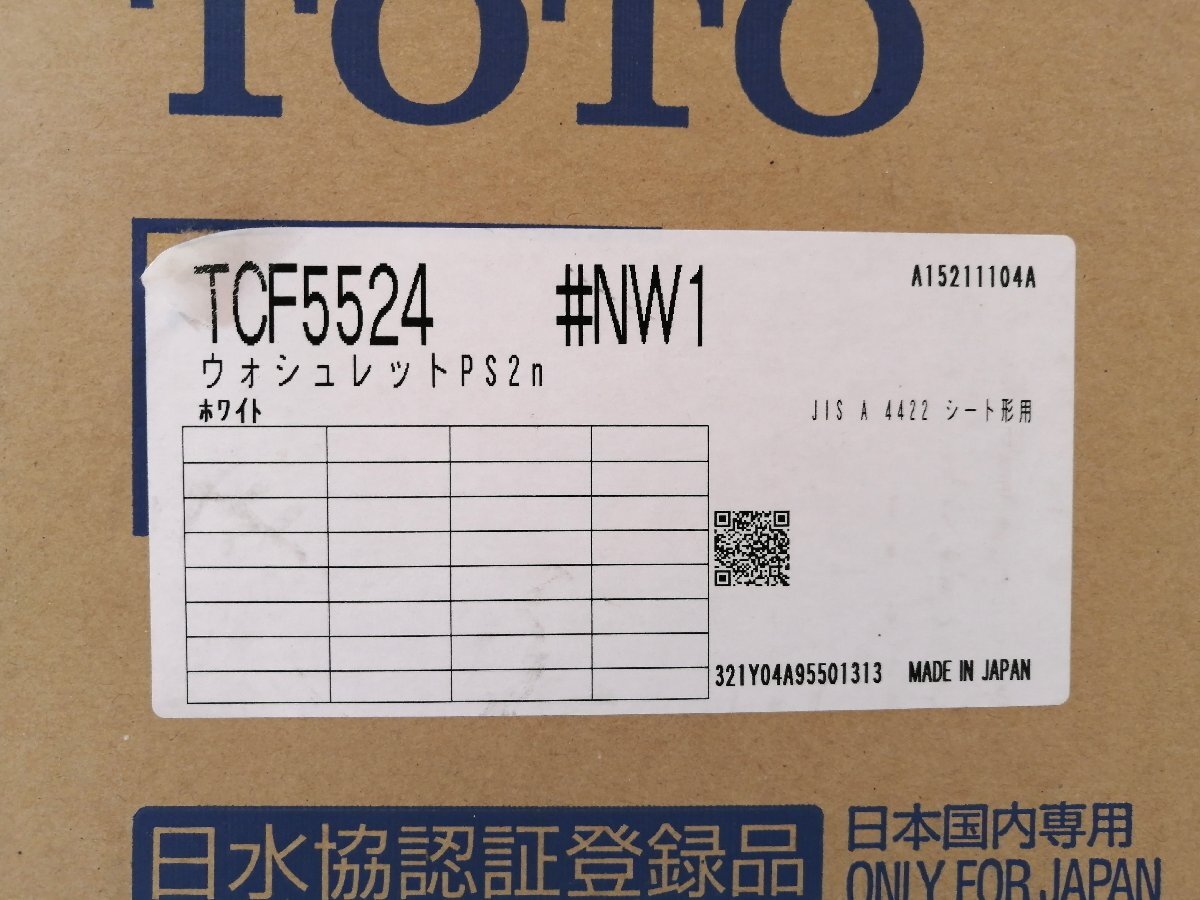 TOTO
TCF5524 #NW1 A15211104A
ウォシュレットPS2n
ホワイト JIS A 4422 シート形用
321Y04A95501313 MADE IN JAPAN
日水協認証登録品 日本国内専用
ONLY FOR JAPAN